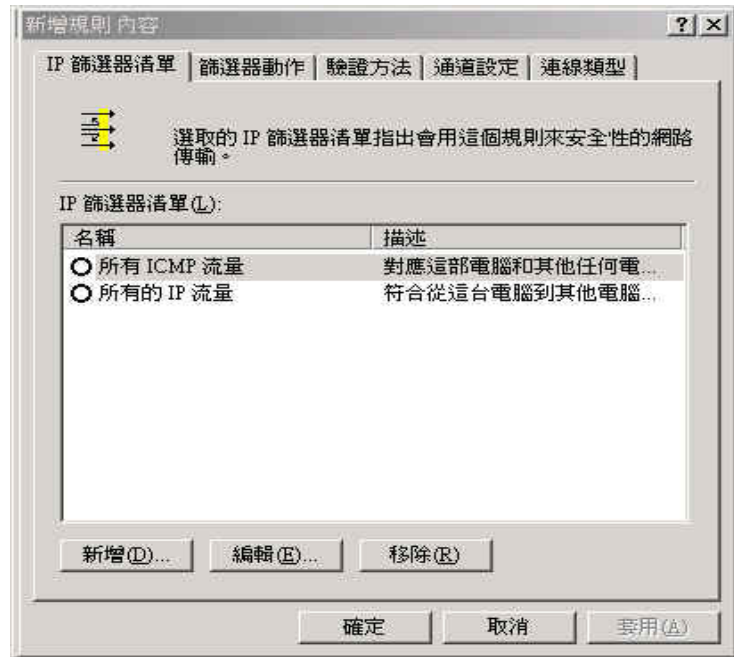 新增規則 內容
IP 篩選器清單 篩選器動作 驗證方法 通道設定 連線類型
選取的 IP 篩選器清單指出會用這個規則來安全性的網路
傳輸。
IP 篩選器清單(L):
名稱 描述
所有 ICMP 流量 對應這部電腦和其他任何電...
所有的 IP 流量 符合從這台電腦到其他電腦...
新增(D)... 編輯(E)... 移除(R)
確定 取消 套用(A)